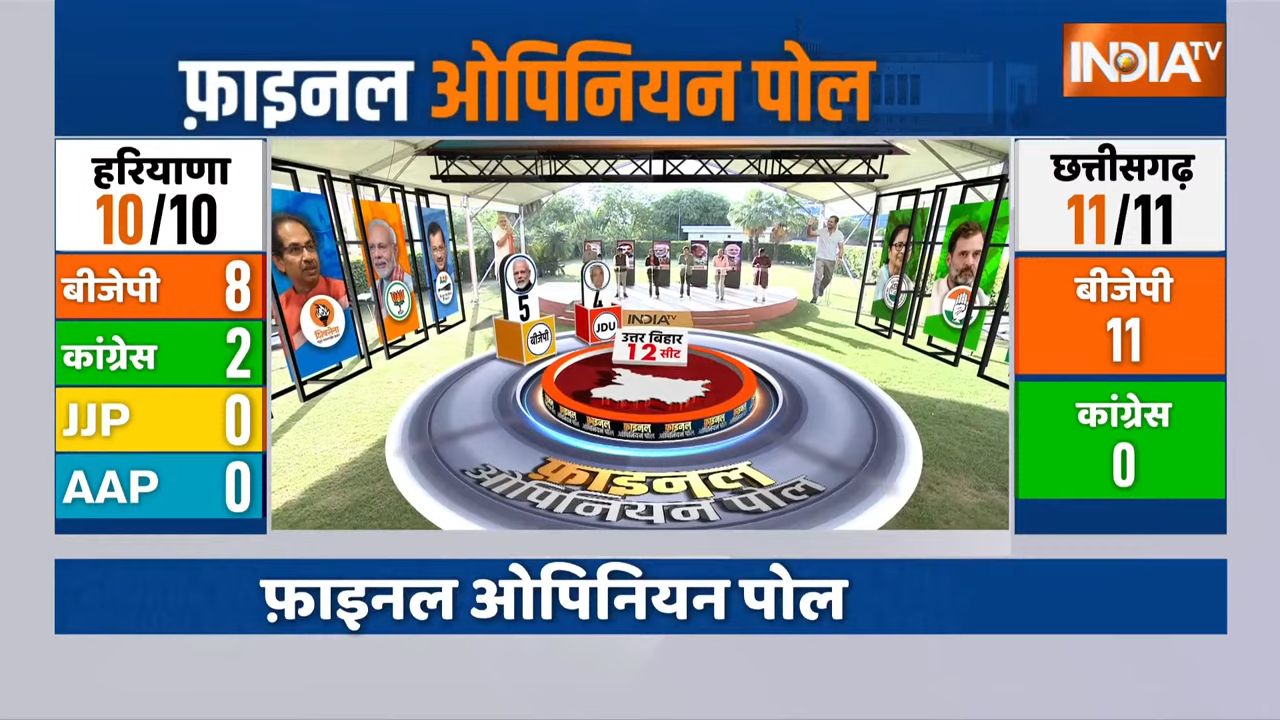 फ़ाइनल ओपिनियन पोल
INDIA TV
हरियाणा
10/10
बीजेपी 8
कांग्रेस 2
JJP 0
AAP 0
5
बीजेपी
4
JDU
INDIA TV
उत्तर बिहार
12 सीट
फ़ाइनल
ओपिनियन पोल
छत्तीसगढ़
11/11
बीजेपी
11
कांग्रेस
0
फ़ाइनल ओपिनियन पोल